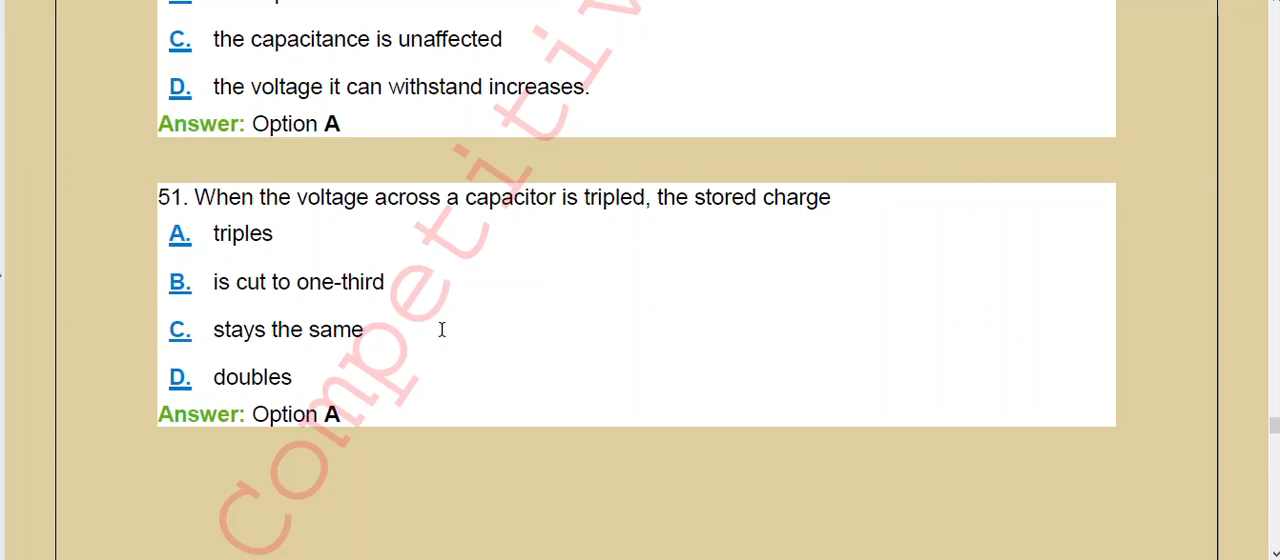 C. the capacitance is unaffected
D. the voltage it can withstand increases.
Answer: Option A
51. When the voltage across a capacitor is tripled, the stored charge
A. triples
B. is cut to one-third
C. stays the same
D. doubles
Answer: Option A
Competitiv